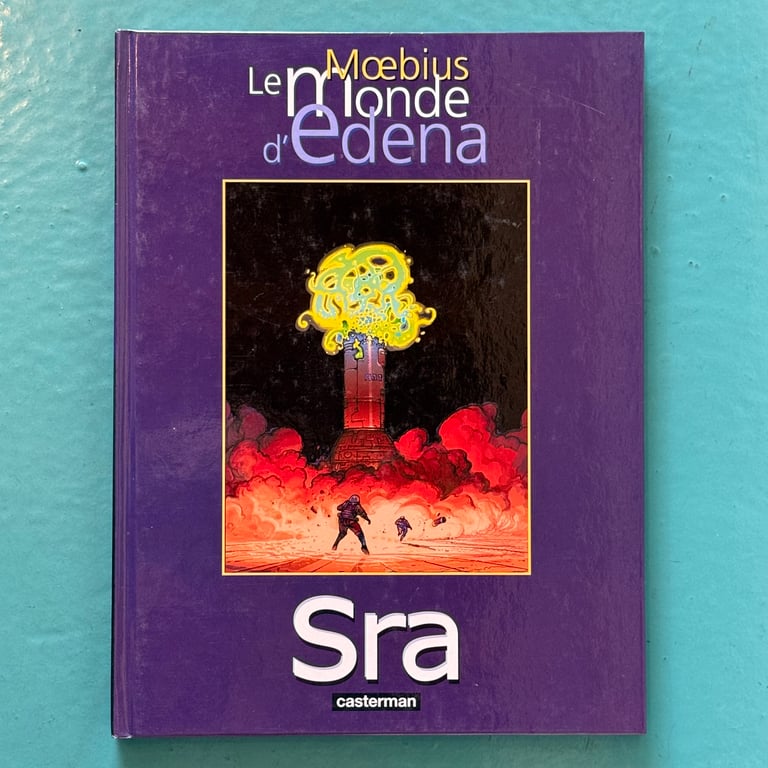 Mœbius
Le monde
d'edena
Sra
casterman